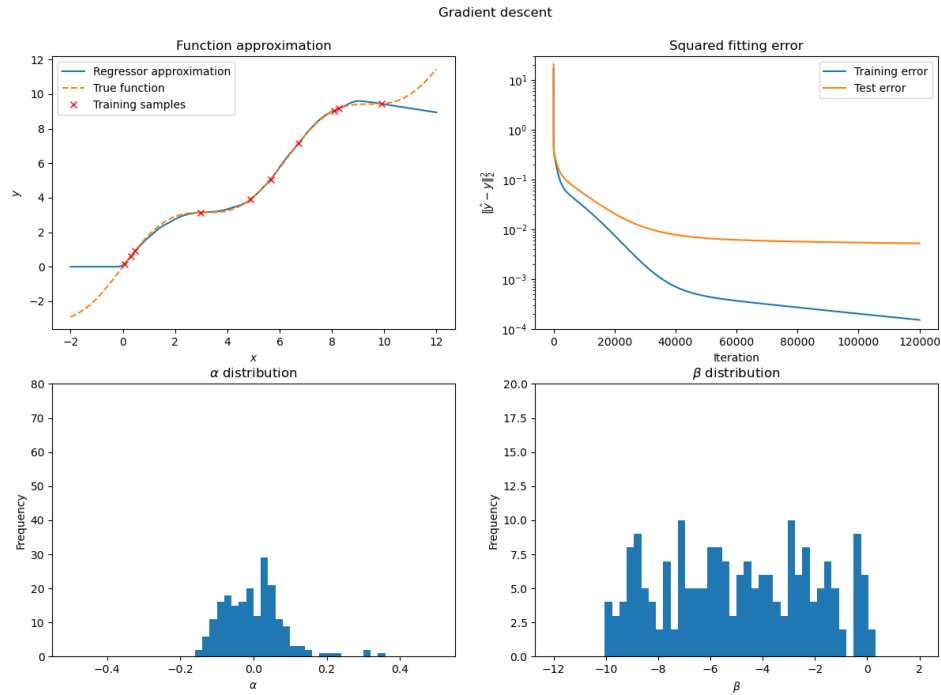 Gradient descent
Function approximation
Regressor approximation
True function
Training samples
12
10
8
6
4
2
0
−2
y
−2 0 2 4 6 8 10 12
x
Squared fitting error
Training error
Test error
10¹
10⁰
10⁻¹
10⁻²
10⁻³
10⁻⁴
‖ŷ − y‖₂²
0 20000 40000 60000 80000 100000 120000
Iteration
α distribution
80
70
60
50
40
30
20
10
0
Frequency
−0.4 −0.2 0.0 0.2 0.4
α
β distribution
20.0
17.5
15.0
12.5
10.0
7.5
5.0
2.5
0.0
Frequency
−12 −10 −8 −6 −4 −2 0 2
β